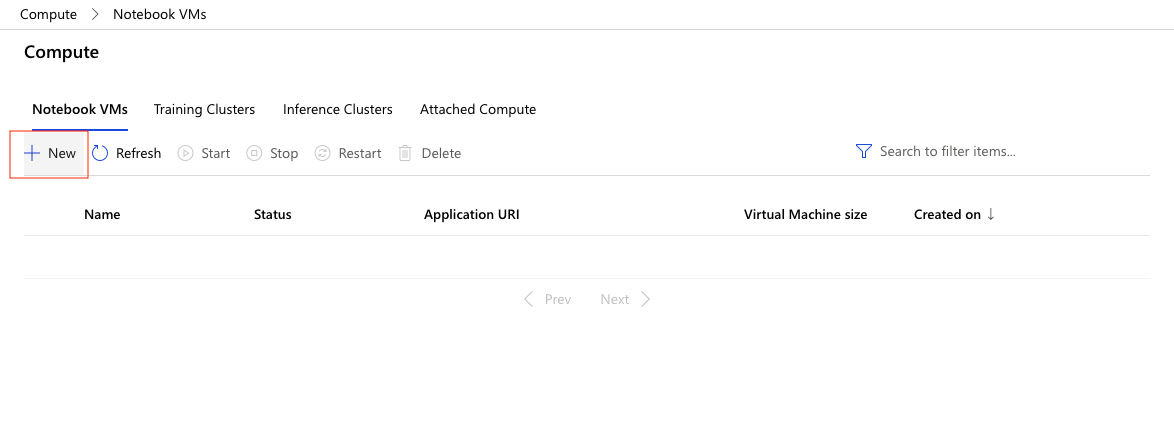 Compute > Notebook VMs
Compute
Notebook VMs Training Clusters Inference Clusters Attached Compute
New Refresh Start Stop Restart Delete Search to filter items...
Name Status Application URI Virtual Machine size Created on ↓
Prev Next